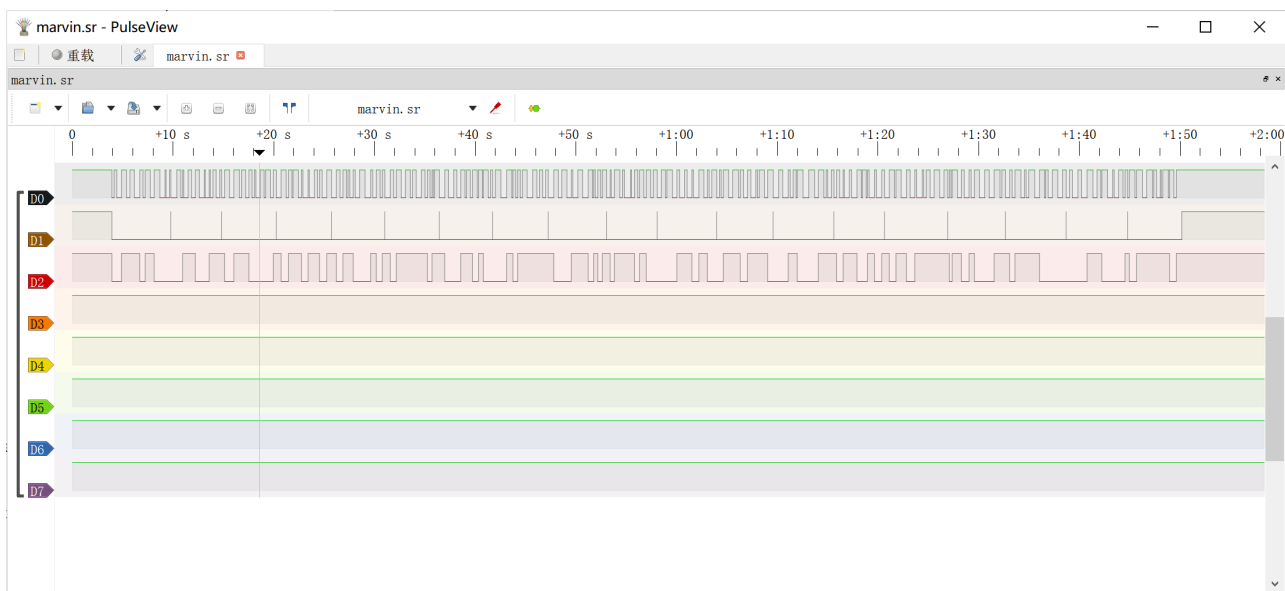 marvin.sr - PulseView
重载
marvin.sr
marvin.sr
marvin.sr
0 +10 s +20 s +30 s +40 s +50 s +1:00 +1:10 +1:20 +1:30 +1:40 +1:50 +2:00
D0
D1
D2
D3
D4
D5
D6
D7